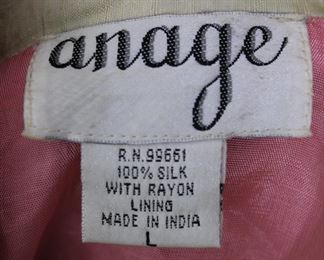 anage
R.N.99661
100% SILK
WITH RAYON
LINING
MADE IN INDIA
L